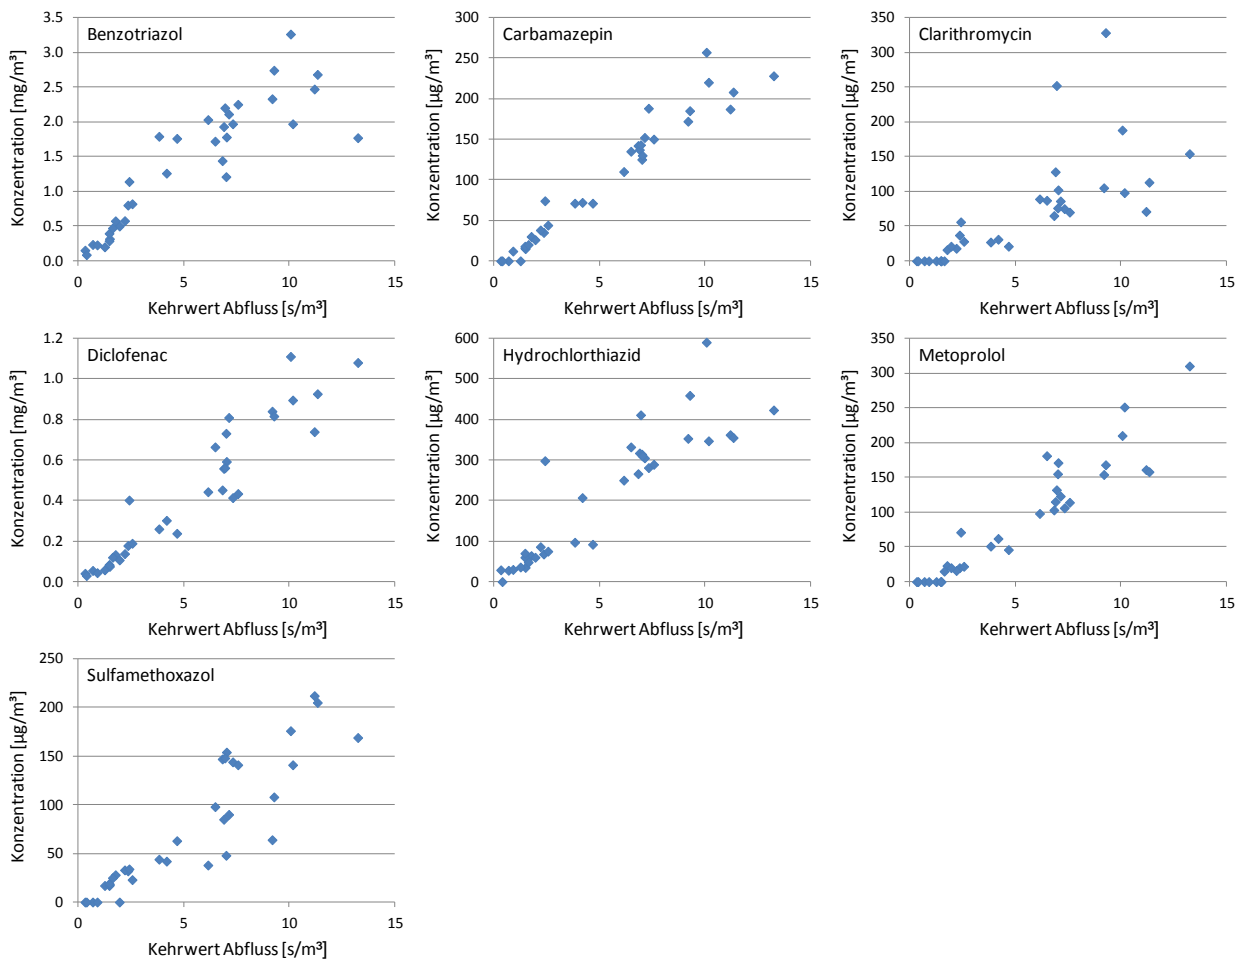 Benzotriazol
Konzentration [mg/m³]
3.5
3.0
2.5
2.0
1.5
1.0
0.5
0.0
0 5 10 15
Kehrwert Abfluss [s/m³]
Carbamazepin
Konzentration [µg/m³]
300
250
200
150
100
50
0
0 5 10 15
Kehrwert Abfluss [s/m³]
Clarithromycin
Konzentration [µg/m³]
350
300
250
200
150
100
50
0
0 5 10 15
Kehrwert Abfluss [s/m³]
Diclofenac
Konzentration [mg/m³]
1.2
1.0
0.8
0.6
0.4
0.2
0.0
0 5 10 15
Kehrwert Abfluss [s/m³]
Hydrochlorthiazid
Konzentration [µg/m³]
600
500
400
300
200
100
0
0 5 10 15
Kehrwert Abfluss [s/m³]
Metoprolol
Konzentration [µg/m³]
350
300
250
200
150
100
50
0
0 5 10 15
Kehrwert Abfluss [s/m³]
Sulfamethoxazol
Konzentration [µg/m³]
250
200
150
100
50
0
0 5 10 15
Kehrwert Abfluss [s/m³]